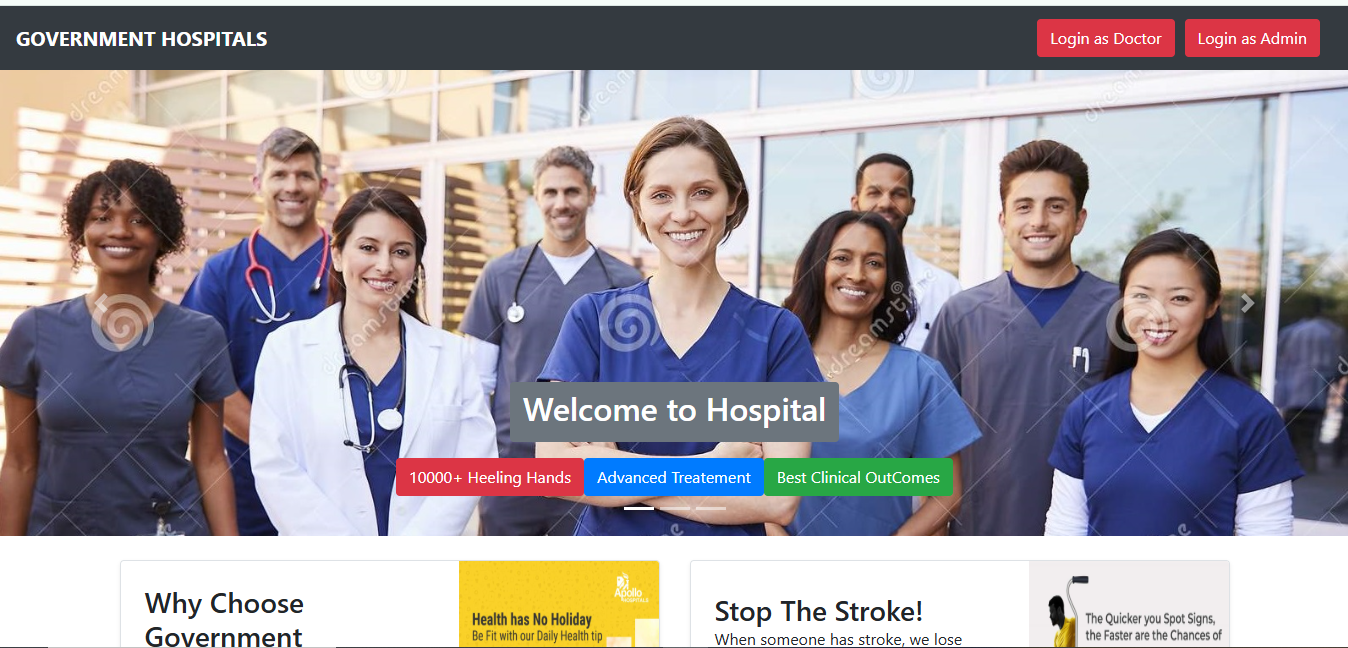 GOVERNMENT HOSPITALS
Login as Doctor
Login as Admin
Welcome to Hospital
10000+ Heeling Hands
Advanced Treatement
Best Clinical OutComes
Why Choose
Government
Apollo
HOSPITALS
Health has No Holiday
Be Fit with our Daily Health tip
Stop The Stroke!
When someone has stroke, we lose
The Quicker you Spot Signs,
the Faster are the Chances of
dreamstime